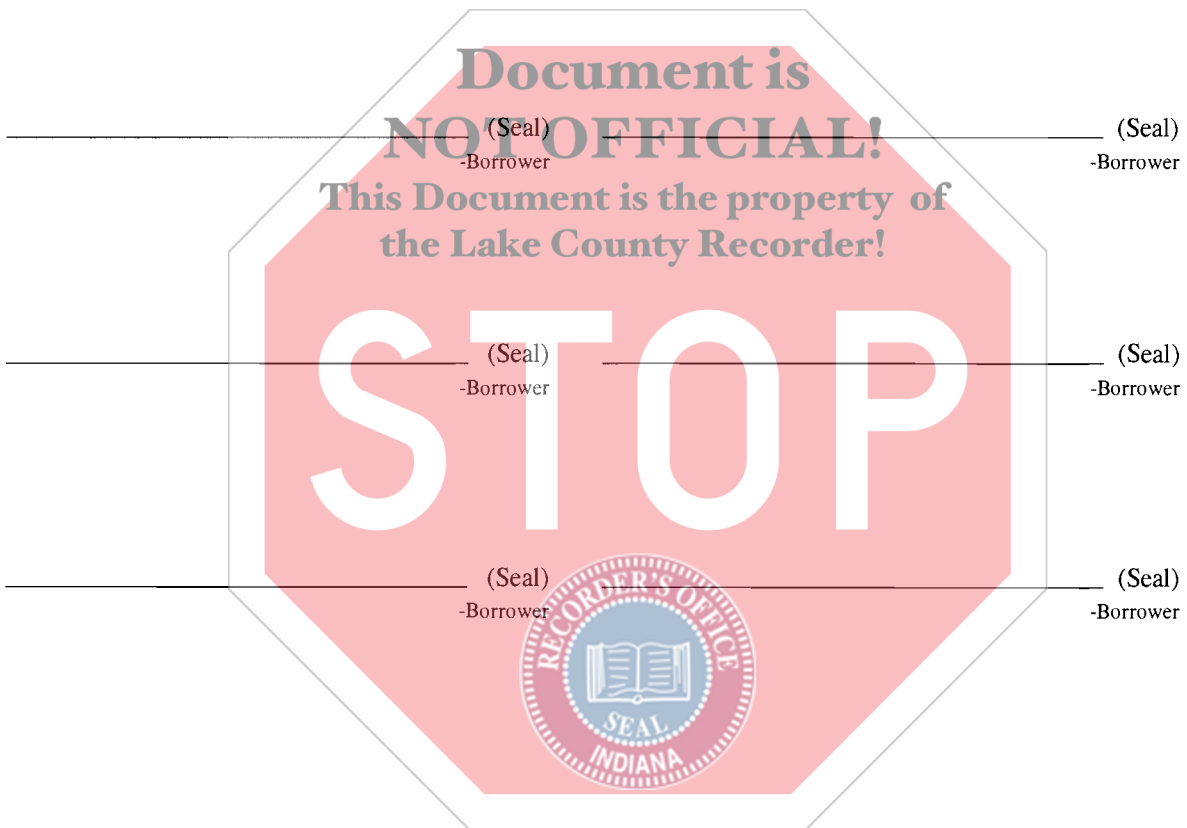 Document is
NOT OFFICIAL!
This Document is the property of
the Lake County Recorder!
(Seal) (Seal)
-Borrower -Borrower
STOP
(Seal) (Seal)
-Borrower -Borrower
(Seal) (Seal)
-Borrower -Borrower
RECORDER'S OFFICE
SEAL
INDIANA